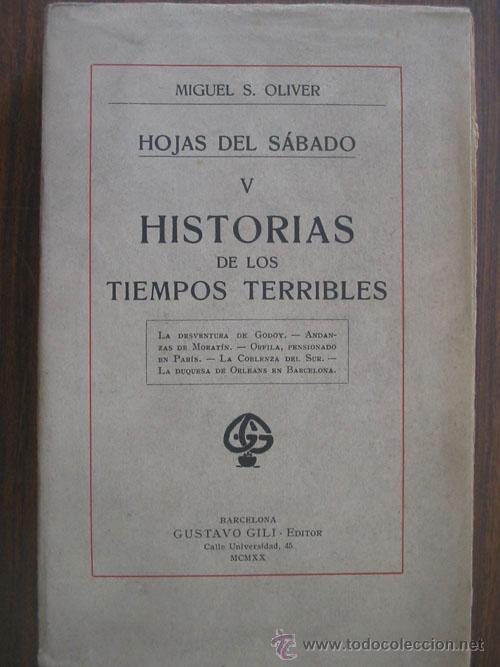 MIGUEL S. OLIVER
HOJAS DEL SÁBADO
V
HISTORIAS
DE LOS
TIEMPOS TERRIBLES
LA DESVENTURA DE GODOY. — ANDAN-
ZAS DE MORATÍN. — ORFILA, PENSIONADO
EN PARÍS. — LA COBLENZA DEL SUR. —
LA DUQUESA DE ORLEANS EN BARCELONA.
BARCELONA
GUSTAVO GILI · EDITOR
Calle Universidad, 45
MCMXX
www.todocoleccion.net